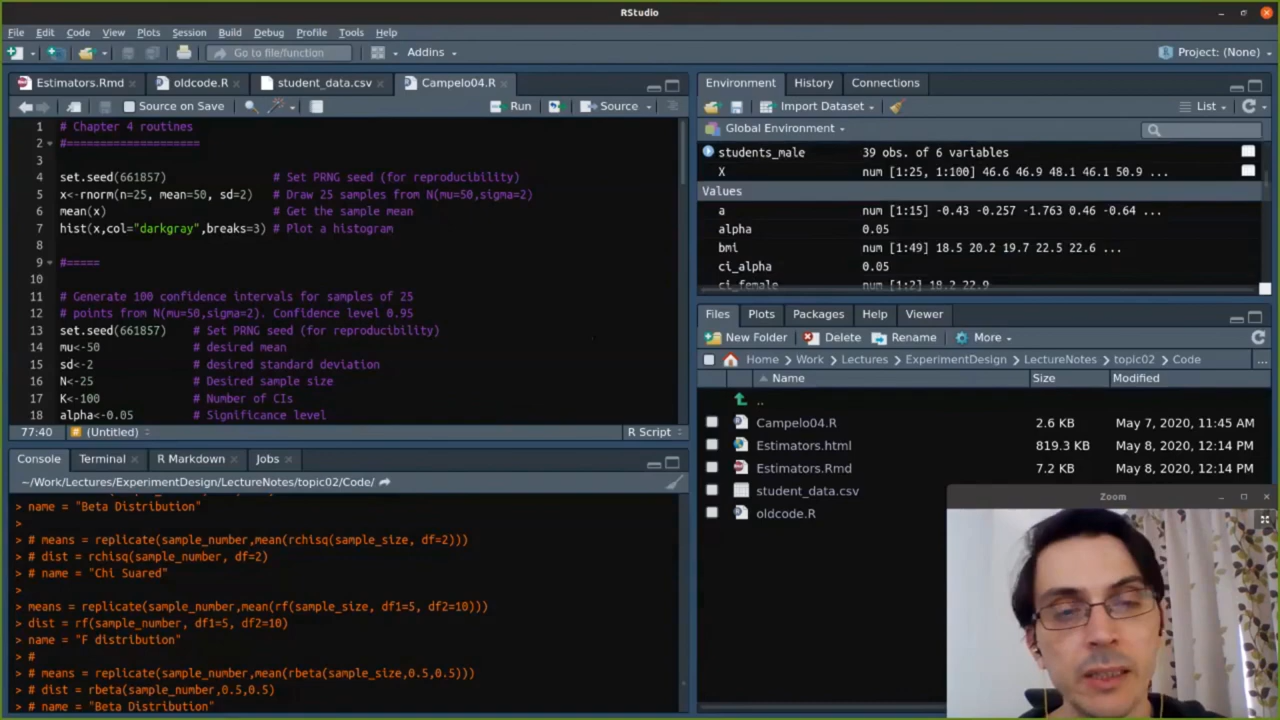 RStudio
File Edit Code View Plots Session Build Debug Profile Tools Help
Go to file/function Addins Project: (None)
Estimators.Rmd oldcode.R student_data.csv Campelo04.R
Source on Save Run Source
1 # Chapter 4 routines
2 #====================
3
4 set.seed(661857) # Set PRNG seed (for reproducibility)
5 x<-rnorm(n=25, mean=50, sd=2) # Draw 25 samples from N(mu=50,sigma=2)
6 mean(x) # Get the sample mean
7 hist(x,col="darkgray",breaks=3) # Plot a histogram
8
9 #=====
10
11 # Generate 100 confidence intervals for samples of 25
12 # points from N(mu=50,sigma=2). Confidence level 0.95
13 set.seed(661857) # Set PRNG seed (for reproducibility)
14 mu<-50 # desired mean
15 sd<-2 # desired standard deviation
16 N<-25 # Desired sample size
17 K<-100 # Number of CIs
18 alpha<-0.05 # Significance level
77:40 (Untitled) R Script
Console Terminal R Markdown Jobs
~/Work/Lectures/ExperimentDesign/LectureNotes/topic02/Code/
> name = "Beta Distribution"
>
> # means = replicate(sample_number,mean(rchisq(sample_size, df=2)))
> # dist = rchisq(sample_number, df=2)
> # name = "Chi Suared"
>
> means = replicate(sample_number,mean(rf(sample_size, df1=5, df2=10)))
> dist = rf(sample_number, df1=5, df2=10)
> name = "F distribution"
> #
> # means = replicate(sample_number,mean(rbeta(sample_size,0.5,0.5)))
> # dist = rbeta(sample_number,0.5,0.5)
> # name = "Beta Distribution"
Environment History Connections
Import Dataset List
Global Environment
students_male 39 obs. of 6 variables
X num [1:25, 1:100] 46.6 46.9 48.1 46.1 50.9 ...
Values
a num [1:15] -0.43 -0.257 -1.763 0.46 -0.64 ...
alpha 0.05
bmi num [1:49] 18.5 20.2 19.7 22.5 22.6 ...
ci_alpha 0.05
ci_female num [1:2] 18.2 22.9
Files Plots Packages Help Viewer
New Folder Delete Rename More
Home Work Lectures ExperimentDesign LectureNotes topic02 Code ...
Name Size Modified
..
Campelo04.R 2.6 KB May 7, 2020, 11:45 AM
Estimators.html 819.3 KB May 8, 2020, 12:14 PM
Estimators.Rmd 7.2 KB May 8, 2020, 12:14 PM
student_data.csv
oldcode.R
Zoom